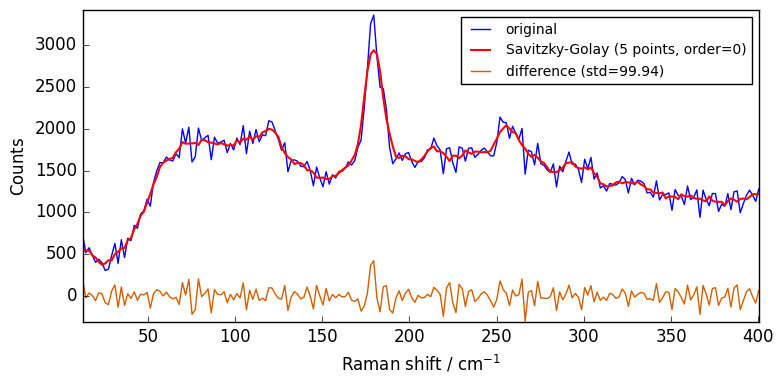 original
Savitzky-Golay (5 points, order=0)
difference (std=99.94)
3000
2500
2000
1500
1000
500
0
Counts
50 100 150 200 250 300 350 400
Raman shift / cm⁻¹